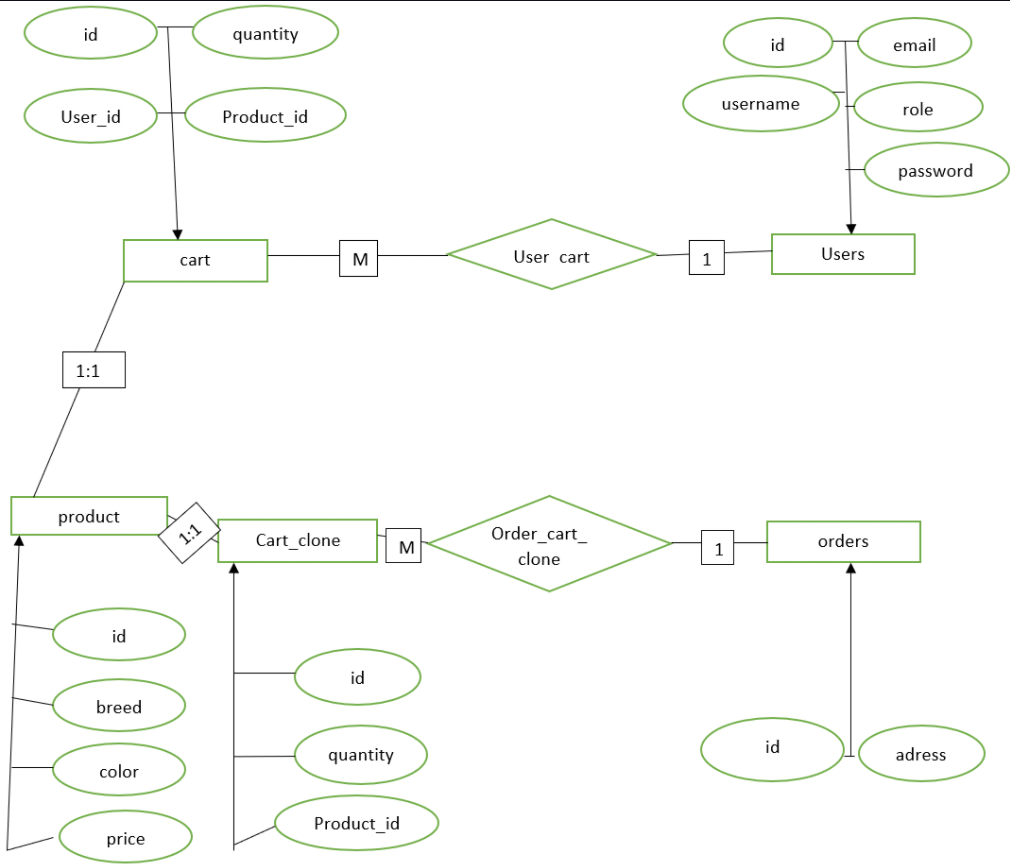 id
quantity
User_id
Product_id
id
email
username
role
password
cart
M
User cart
1
Users
1:1
product
1:1
Cart_clone
M
Order_cart_
clone
1
orders
id
breed
color
price
id
quantity
Product_id
id
adress